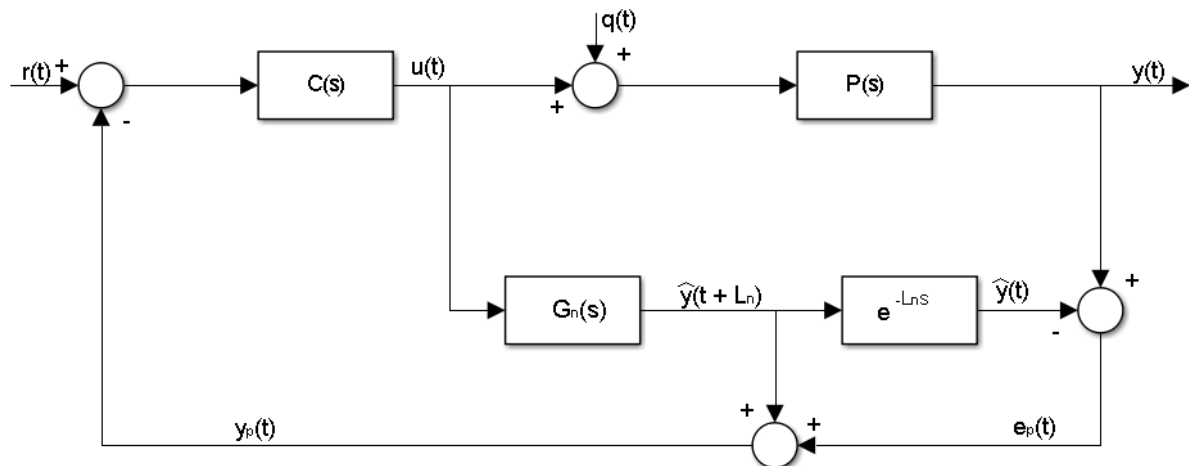 q(t)
r(t) +
C(s)
u(t)
+
+
P(s)
y(t)
-
Gₙ(s)
ŷ(t + Lₙ)
e^-Lₙs
ŷ(t)
+
-
+
+
yₚ(t)
eₚ(t)